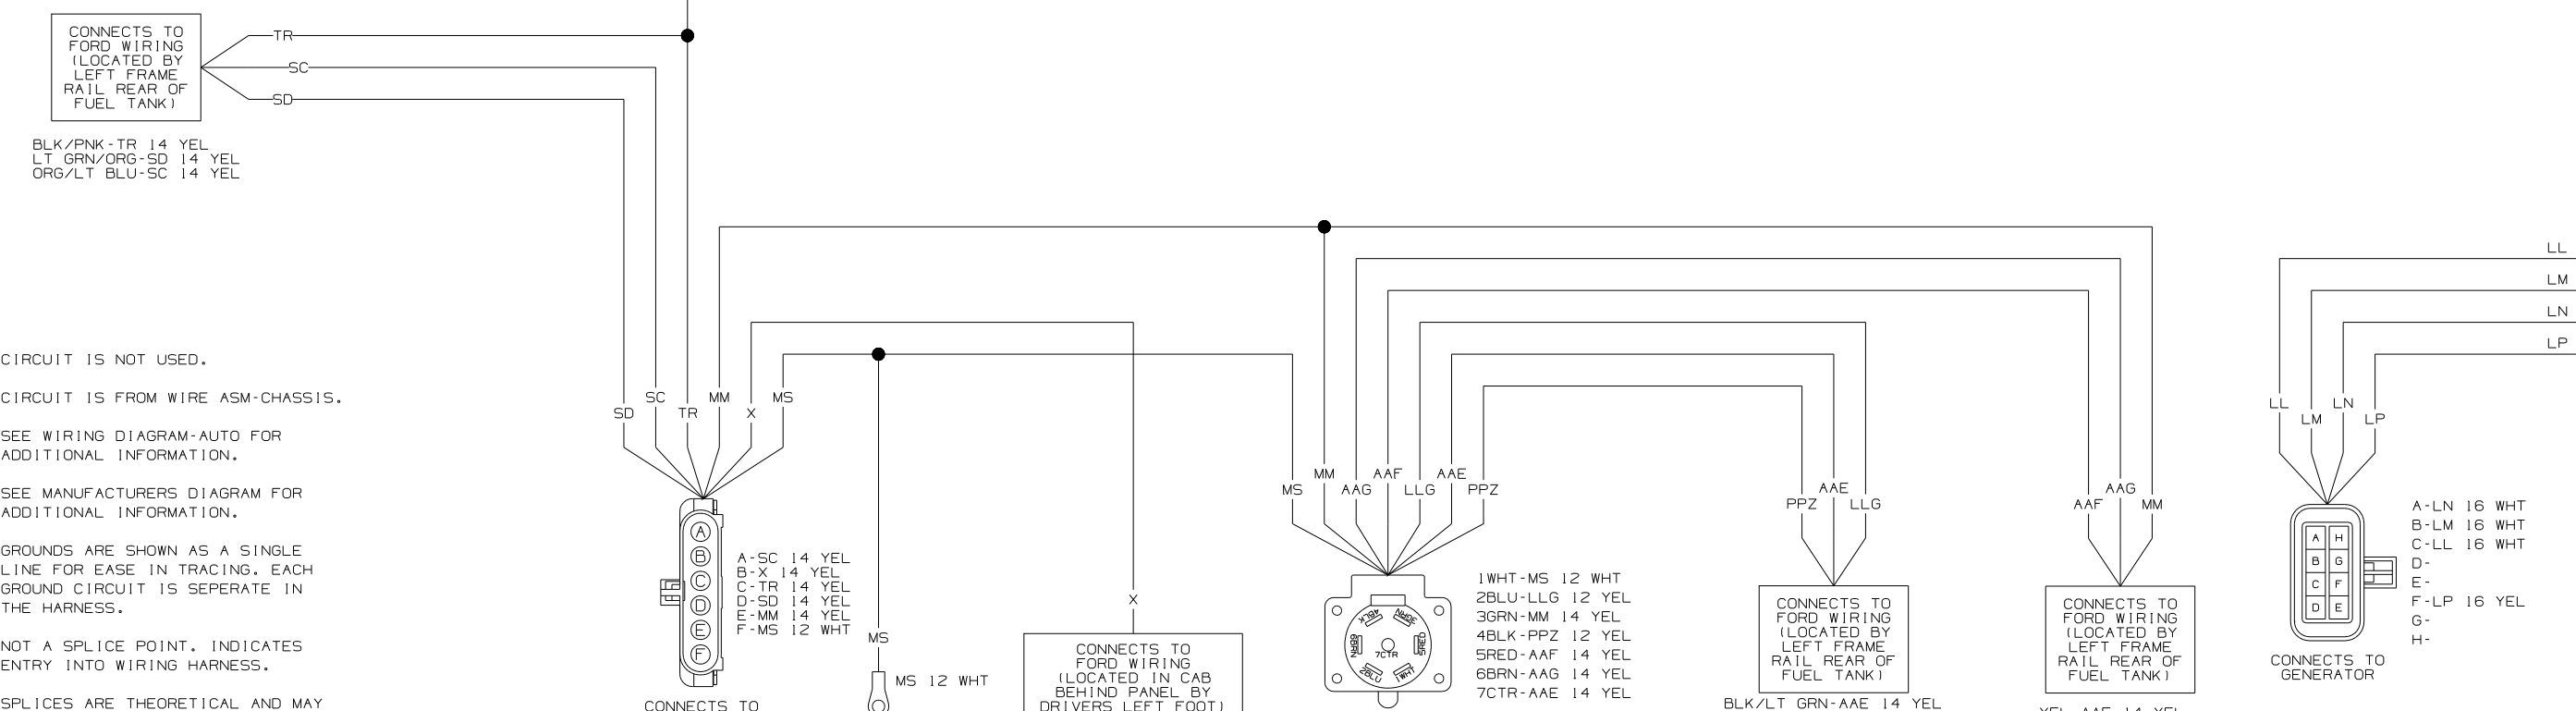 CONNECTS TO
FORD WIRING
(LOCATED BY
LEFT FRAME
RAIL REAR OF
FUEL TANK)
TR
SC
SD
BLK/PNK-TR 14 YEL
LT GRN/ORG-SD 14 YEL
ORG/LT BLU-SC 14 YEL
CIRCUIT IS NOT USED.
CIRCUIT IS FROM WIRE ASM-CHASSIS.
SEE WIRING DIAGRAM-AUTO FOR
ADDITIONAL INFORMATION.
SEE MANUFACTURERS DIAGRAM FOR
ADDITIONAL INFORMATION.
GROUNDS ARE SHOWN AS A SINGLE
LINE FOR EASE IN TRACING. EACH
GROUND CIRCUIT IS SEPERATE IN
THE HARNESS.
NOT A SPLICE POINT. INDICATES
ENTRY INTO WIRING HARNESS.
SPLICES ARE THEORETICAL AND MAY
SD
SC
TR
MM
X
MS
A
B
C
D
E
F
A-SC 14 YEL
B-X 14 YEL
C-TR 14 YEL
D-SD 14 YEL
E-MM 14 YEL
F-MS 12 WHT
CONNECTS TO
MS
MS 12 WHT
X
CONNECTS TO
FORD WIRING
(LOCATED IN CAB
BEHIND PANEL BY
DRIVERS LEFT FOOT)
MS
MM
AAG
AAF
LLG
AAE
PPZ
4BLK
3GRN
6BRN
5RED
7CTR
2BLU
1WHT
1WHT-MS 12 WHT
2BLU-LLG 12 YEL
3GRN-MM 14 YEL
4BLK-PPZ 12 YEL
5RED-AAF 14 YEL
6BRN-AAG 14 YEL
7CTR-AAE 14 YEL
PPZ
AAE
LLG
CONNECTS TO
FORD WIRING
(LOCATED BY
LEFT FRAME
RAIL REAR OF
FUEL TANK)
BLK/LT GRN-AAE 14 YEL
AAF
AAG
MM
CONNECTS TO
FORD WIRING
(LOCATED BY
LEFT FRAME
RAIL REAR OF
FUEL TANK)
LL
LM
LN
LP
LL
LM
LN
LP
A H
B G
C F
D E
A-LN 16 WHT
B-LM 16 WHT
C-LL 16 WHT
D-
E-
F-LP 16 YEL
G-
H-
CONNECTS TO
GENERATOR